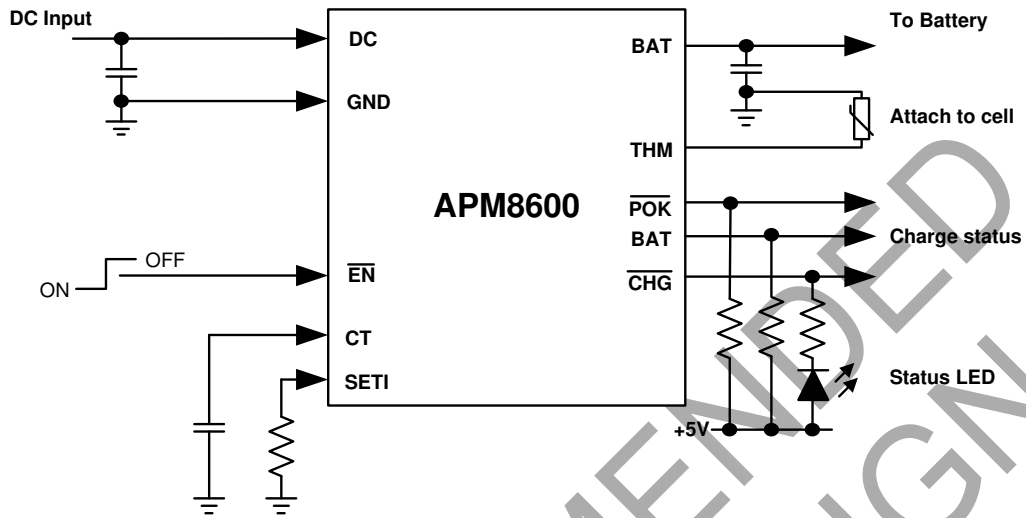 DC Input
To Battery
DC
BAT
GND
Attach to cell
THM
APM8600
POK
BAT
Charge status
OFF
ON
EN
CHG
CT
SETI
Status LED
+5V